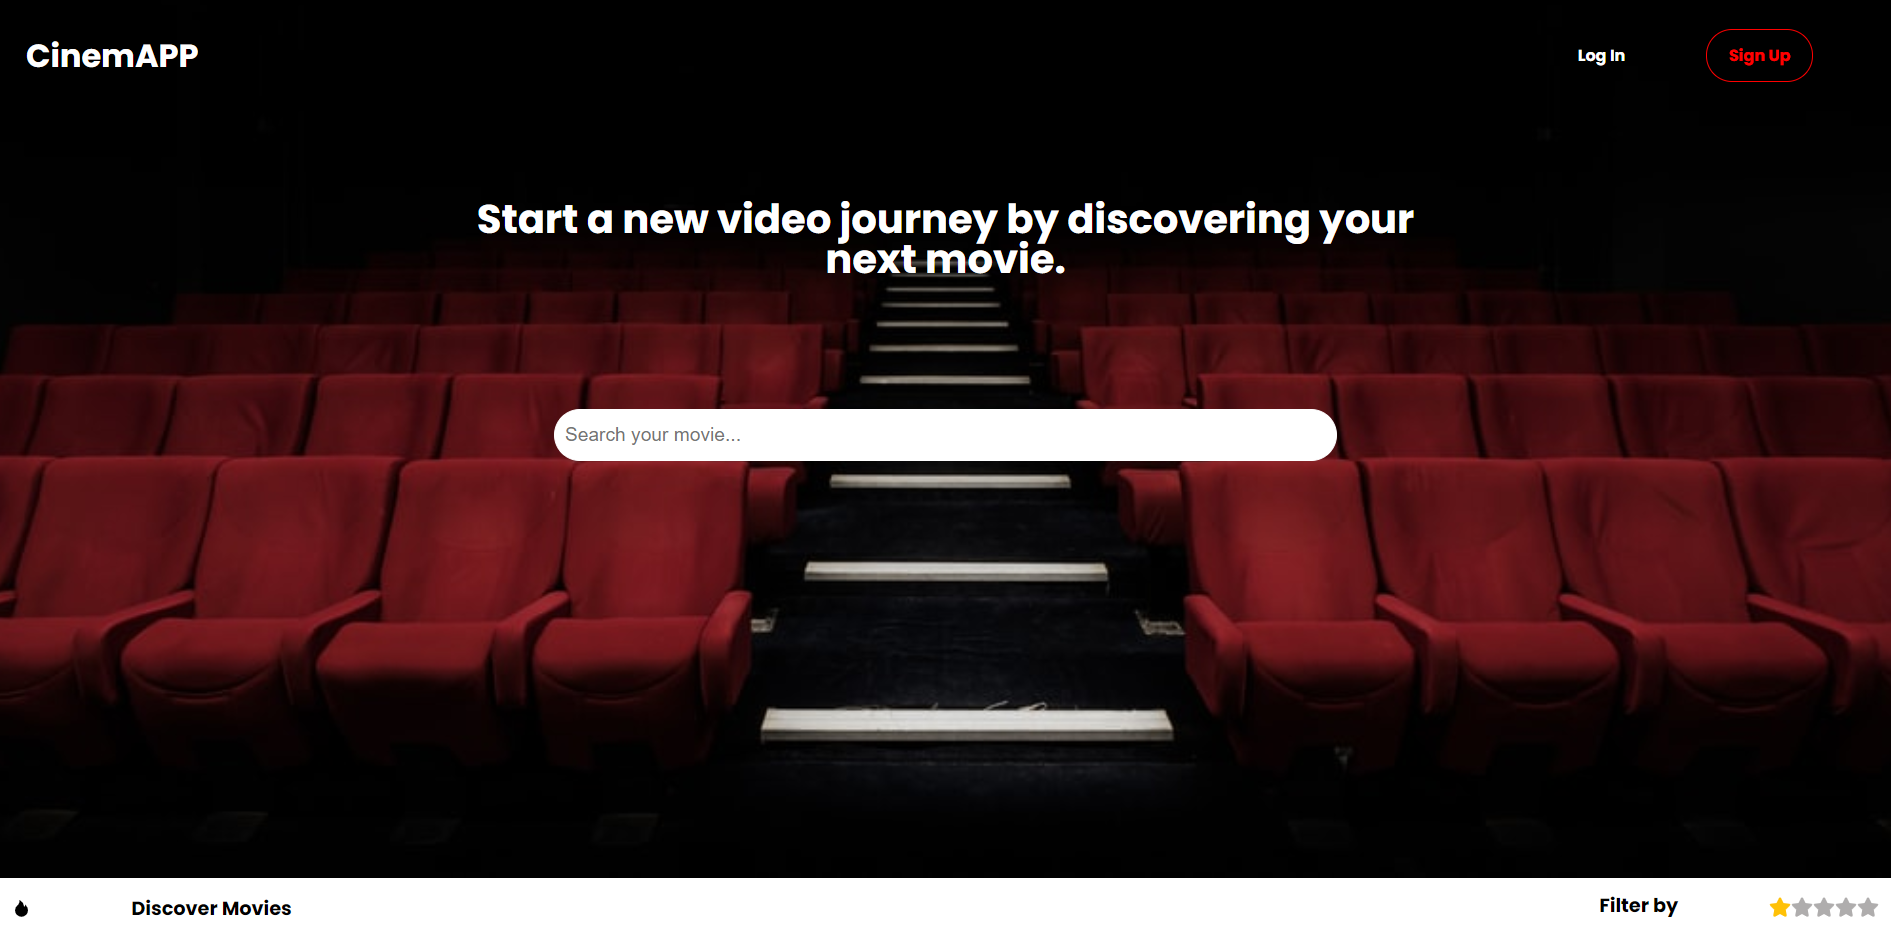 CinemAPP
Log In
Sign Up
Start a new video journey by discovering your
next movie.
Search your movie...
Discover Movies
Filter by